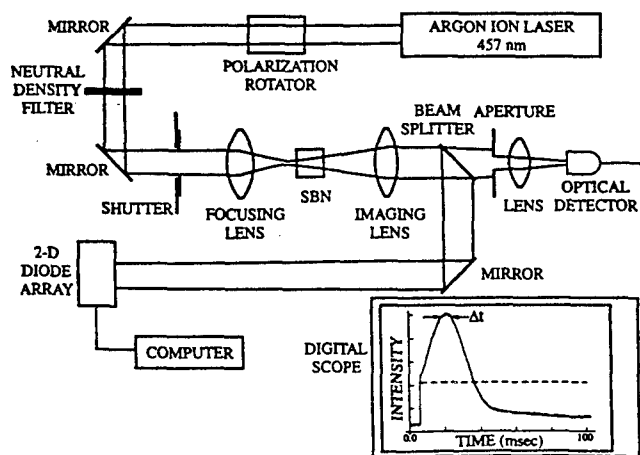 MIRROR
ARGON ION LASER
457 nm
POLARIZATION
ROTATOR
NEUTRAL
DENSITY
FILTER
BEAM
SPLITTER
APERTURE
MIRROR
SHUTTER
FOCUSING
LENS
SBN
IMAGING
LENS
LENS
OPTICAL
DETECTOR
2-D
DIODE
ARRAY
MIRROR
COMPUTER
DIGITAL
SCOPE
INTENSITY
Δt
0.0
100
TIME (msec)